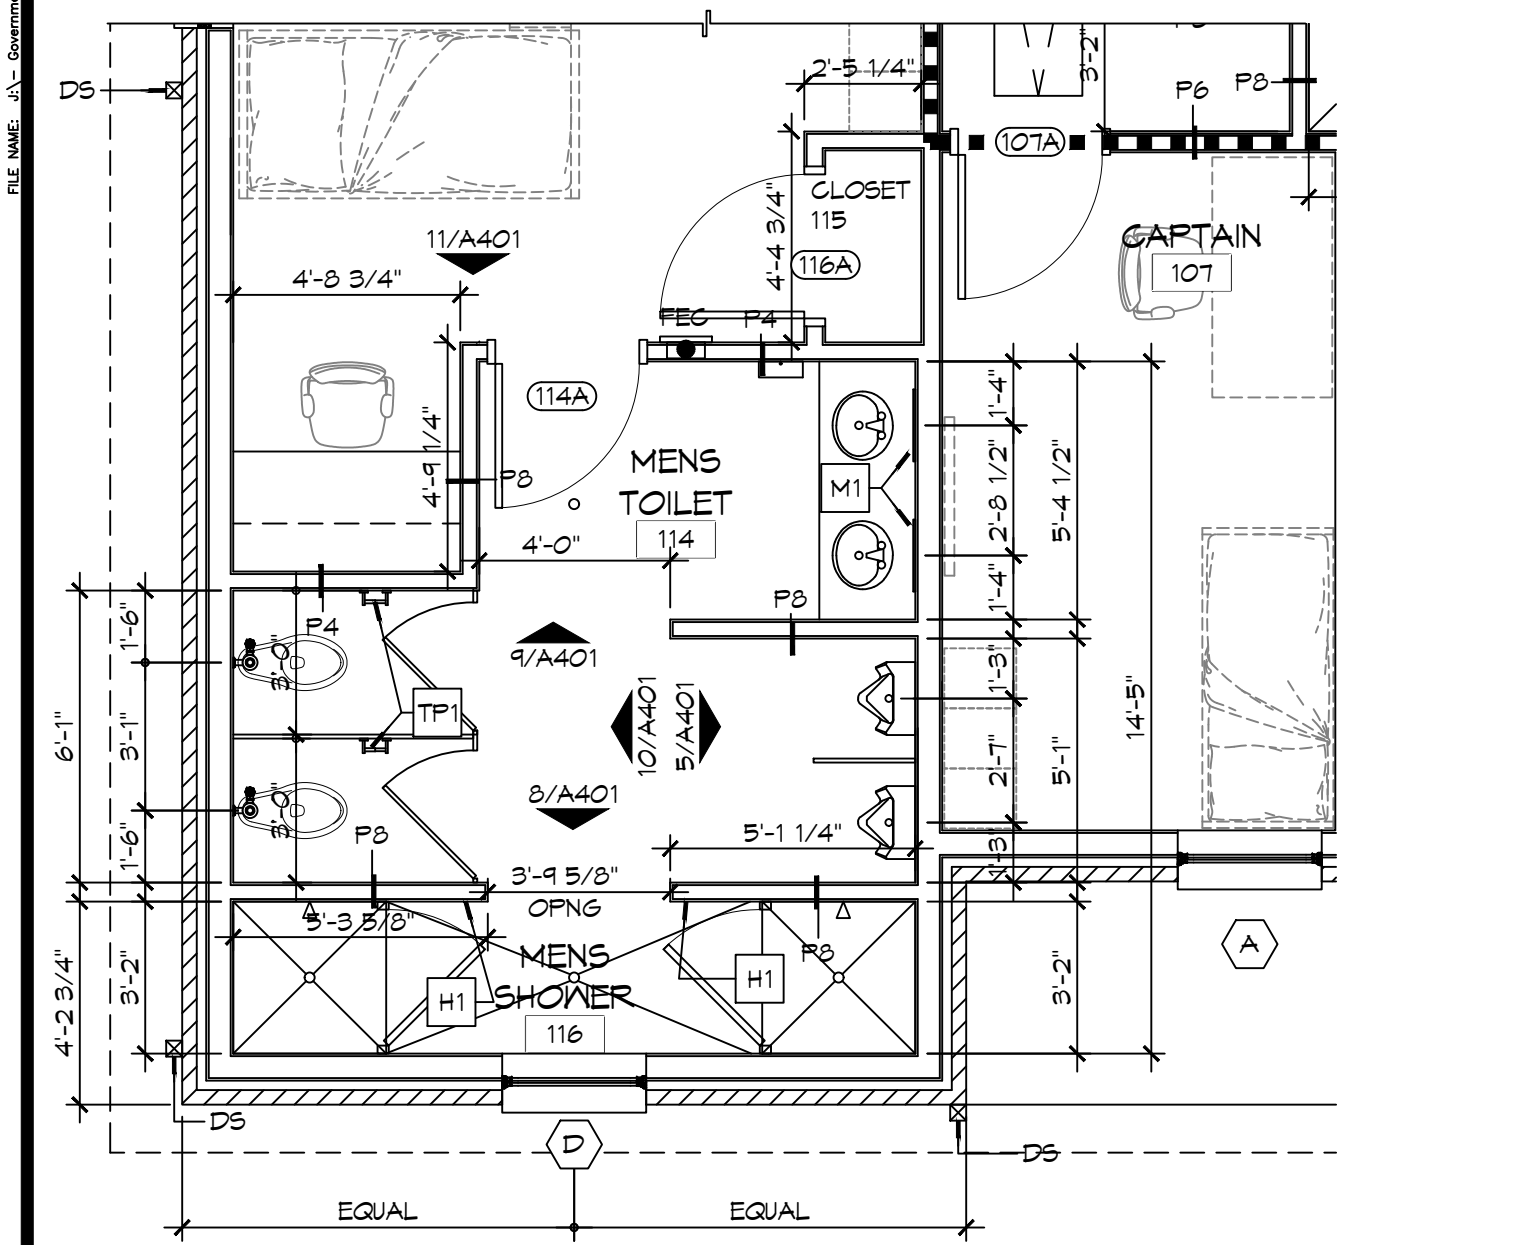 FILE NAME: J:\- Governme
DS
2'-5 1/4"
3'-2"
P6
P8
107A
CLOSET
115
4'-4 3/4"
116A
CAPTAIN
107
11/A401
4'-8 3/4"
FEC
P4
114A
1'-4"
4'-9 1/4"
P8
MENS
TOILET
114
M1
2'-8 1/2"
5'-4 1/2"
4'-0"
1'-4"
P8
1'-6"
P4
3'-0"
9/A401
1'-3"
TP1
10/A401
5/A401
14'-5"
6'-1"
3'-1"
2'-7"
5'-1"
3'-0"
8/A401
1'-6"
P8
5'-1 1/4"
1'-3"
3'-9 5/8"
OPNG
5'-3 5/8"
P8
A
MENS
SHOWER
116
H1
H1
4'-2 3/4"
3'-2"
3'-2"
DS
D
DS
EQUAL
EQUAL